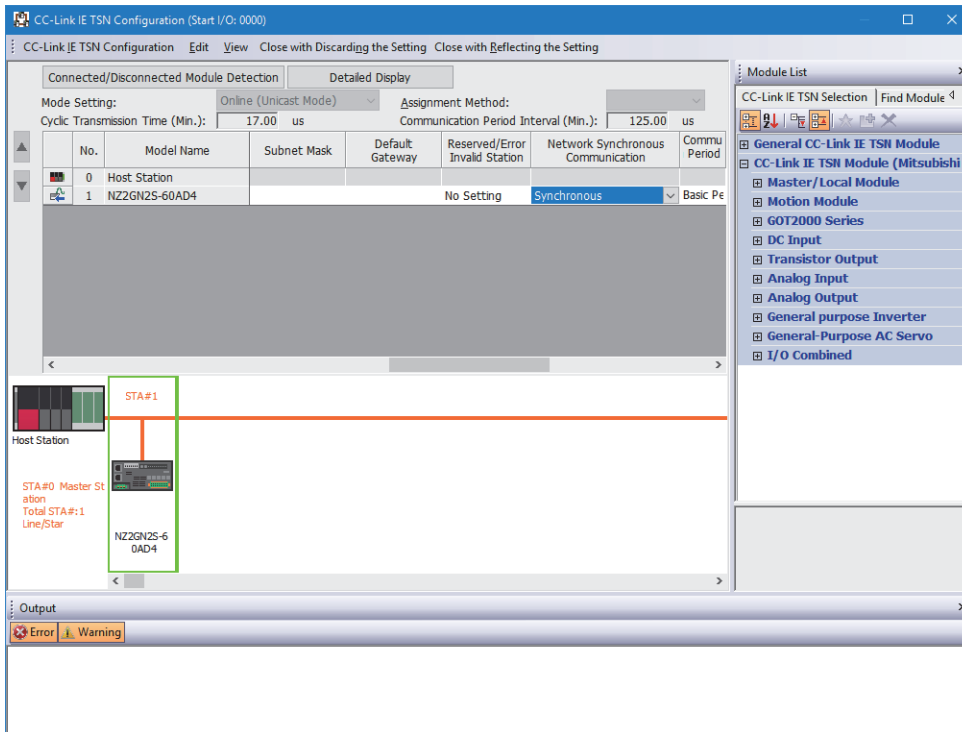 CC-Link IE TSN Configuration (Start I/O: 0000)
CC-Link IE TSN Configuration Edit View Close with Discarding the Setting Close with Reflecting the Setting
Connected/Disconnected Module Detection Detailed Display
Mode Setting: Online (Unicast Mode) Assignment Method:
Cyclic Transmission Time (Min.): 17.00 us Communication Period Interval (Min.): 125.00 us
No. Model Name Subnet Mask Default Gateway Reserved/Error Invalid Station Network Synchronous Communication Commu Period
0 Host Station
1 NZ2GN2S-60AD4 No Setting Synchronous Basic Pe
STA#1
Host Station
STA#0 Master St
ation
Total STA#:1
Line/Star
NZ2GN2S-6
0AD4
Module List
CC-Link IE TSN Selection Find Module
General CC-Link IE TSN Module
CC-Link IE TSN Module (Mitsubishi
Master/Local Module
Motion Module
GOT2000 Series
DC Input
Transistor Output
Analog Input
Analog Output
General purpose Inverter
General-Purpose AC Servo
I/O Combined
Output
Error Warning